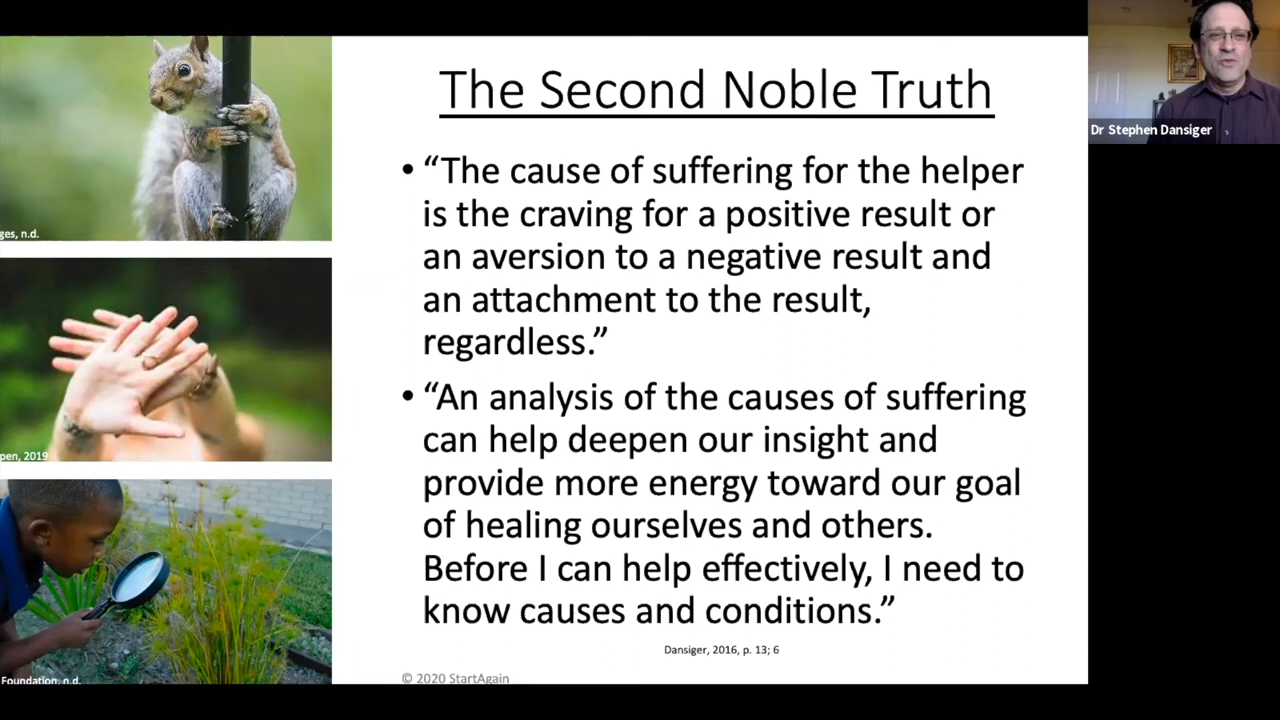 The Second Noble Truth
• “The cause of suffering for the helper
is the craving for a positive result or
an aversion to a negative result and
an attachment to the result,
regardless.”
• “An analysis of the causes of suffering
can help deepen our insight and
provide more energy toward our goal
of healing ourselves and others.
Before I can help effectively, I need to
know causes and conditions.”
Dansiger, 2016, p. 13; 6
© 2020 StartAgain
ges, n.d.
pen, 2019
Foundation, n.d.
Dr Stephen Dansiger